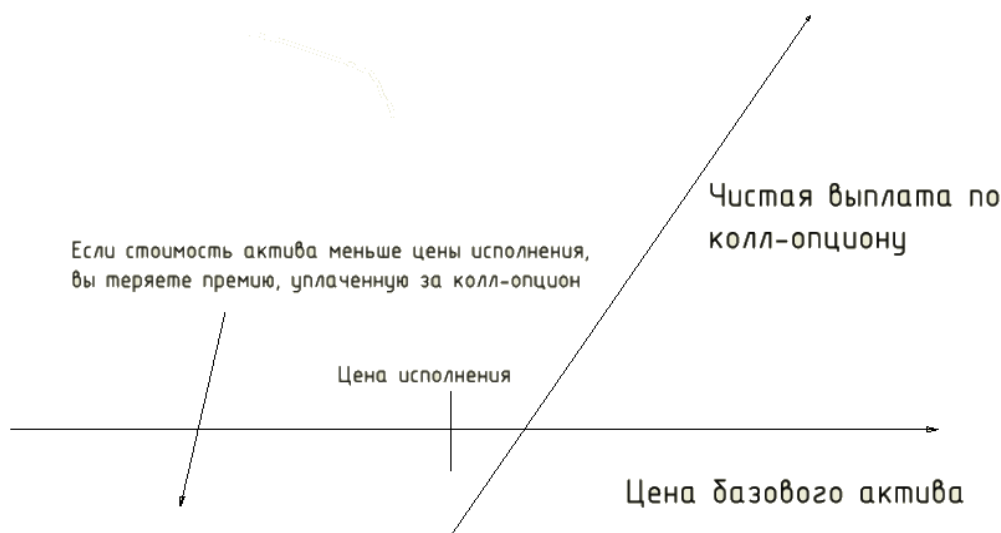 Чистая выплата по
колл-опциону
Если стоимость актива меньше цены исполнения,
вы теряете премию, уплаченную за колл-опцион
Цена исполнения
Цена базового актива